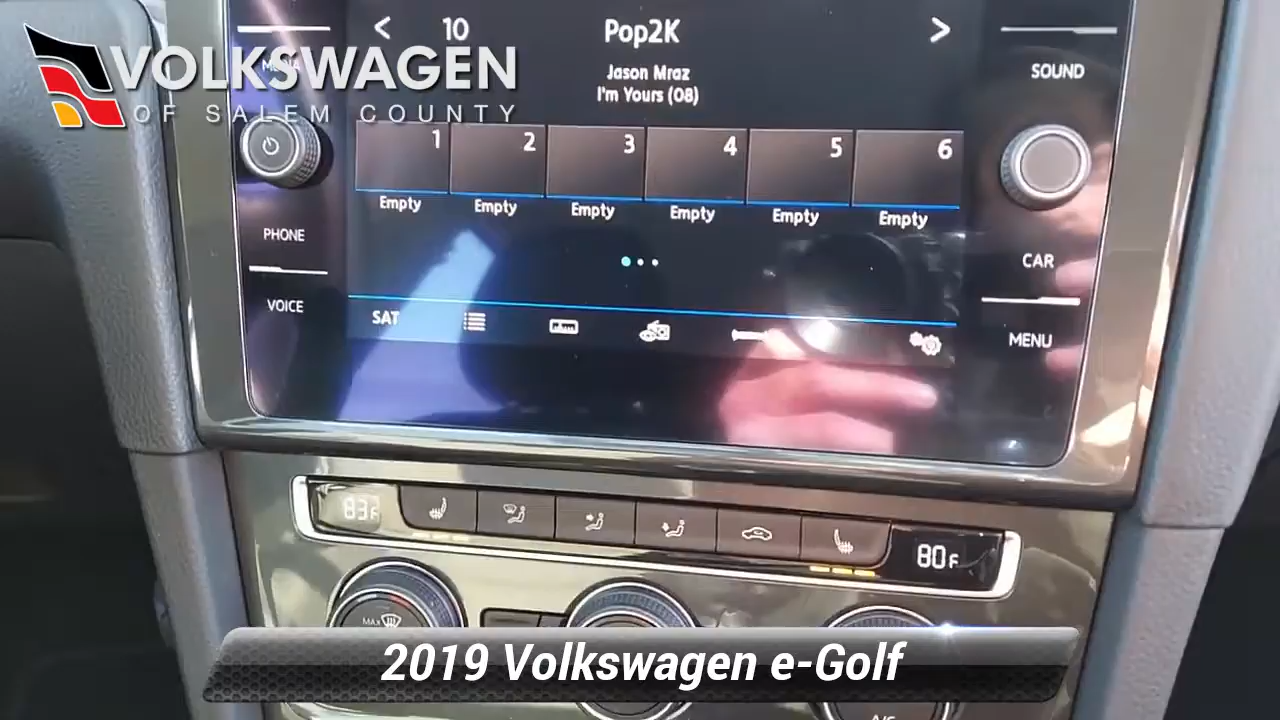 VOLKSWAGEN
OF SALEM COUNTY
10
Pop2K
Jason Mraz
I'm Yours (08)
1 2 3 4 5 6
Empty Empty Empty Empty Empty Empty
SAT
PHONE
VOICE
SOUND
CAR
MENU
83F
80F
MAX
A/C
2019 Volkswagen e-Golf